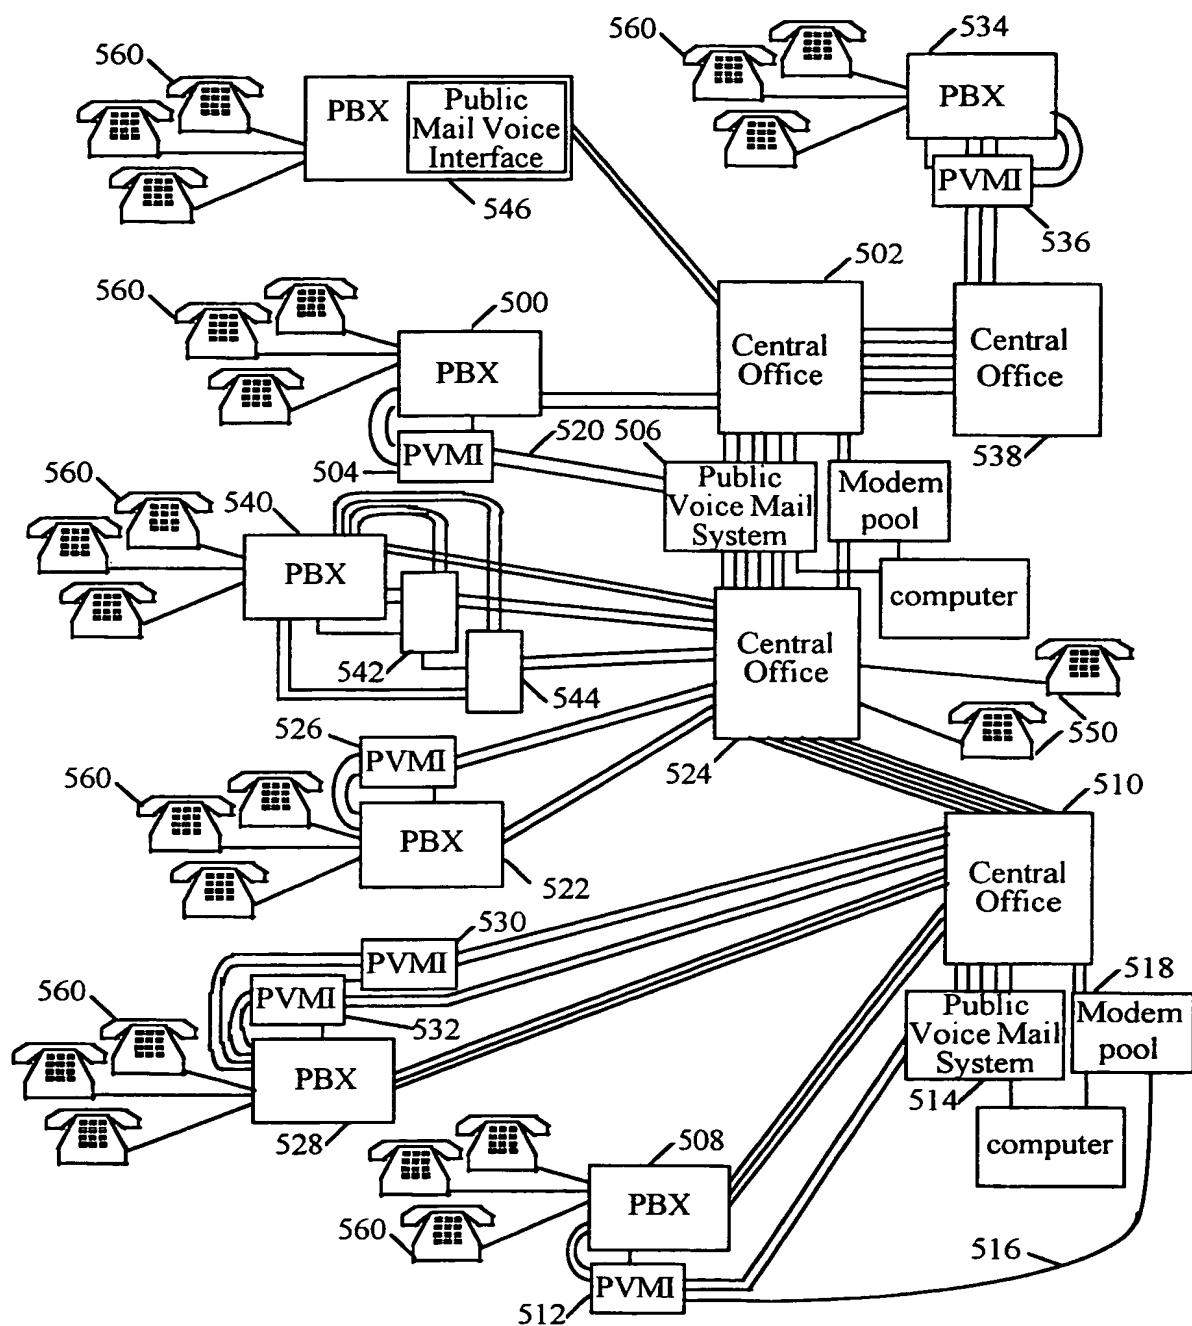 560
534
560
PBX
PBX
Public
Mail Voice
Interface
PVMI
546
536
502
560
500
Central
Office
Central
Office
PBX
520
506
538
PVMI
504
Public
Voice Mail
System
Modem
pool
560
540
PBX
computer
542
Central
Office
544
526
550
PVMI
524
560
510
PBX
522
Central
Office
530
PVMI
518
560
PVMI
532
Public
Voice Mail
System
Modem
pool
PBX
514
528
508
computer
PBX
560
516
PVMI
512